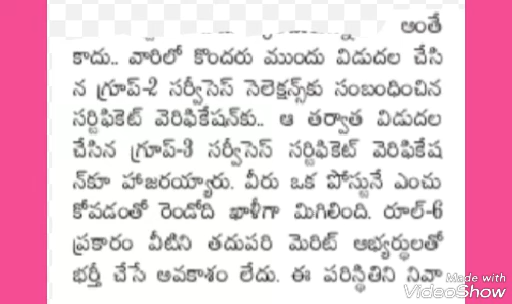 అంతే
కాదు.. వారిలో కొందరు ముందు విడుదల చేసి
న గ్రూప్-2 సర్వీసెస్ సెలెక్షన్స్‌కు సంబంధించిన
సర్టిఫికెట్ వెరిఫికేషన్‌కు.. ఆ తర్వాత విడుదల
చేసిన గ్రూప్-3 సర్వీసెస్ సర్టిఫికెట్ వెరిఫికేష
న్‌కూ హాజరయ్యారు. వీరు ఒక పోస్టునే ఎంచు
కోవడంతో రెండోది ఖాళీగా మిగిలింది. రూల్-6
ప్రకారం వీటిని తదుపరి మెరిట్ అభ్యర్థులతో
భర్తీ చేసే అవకాశం లేదు. ఈ పరిస్థితిని నివా
Made with
VideoShow